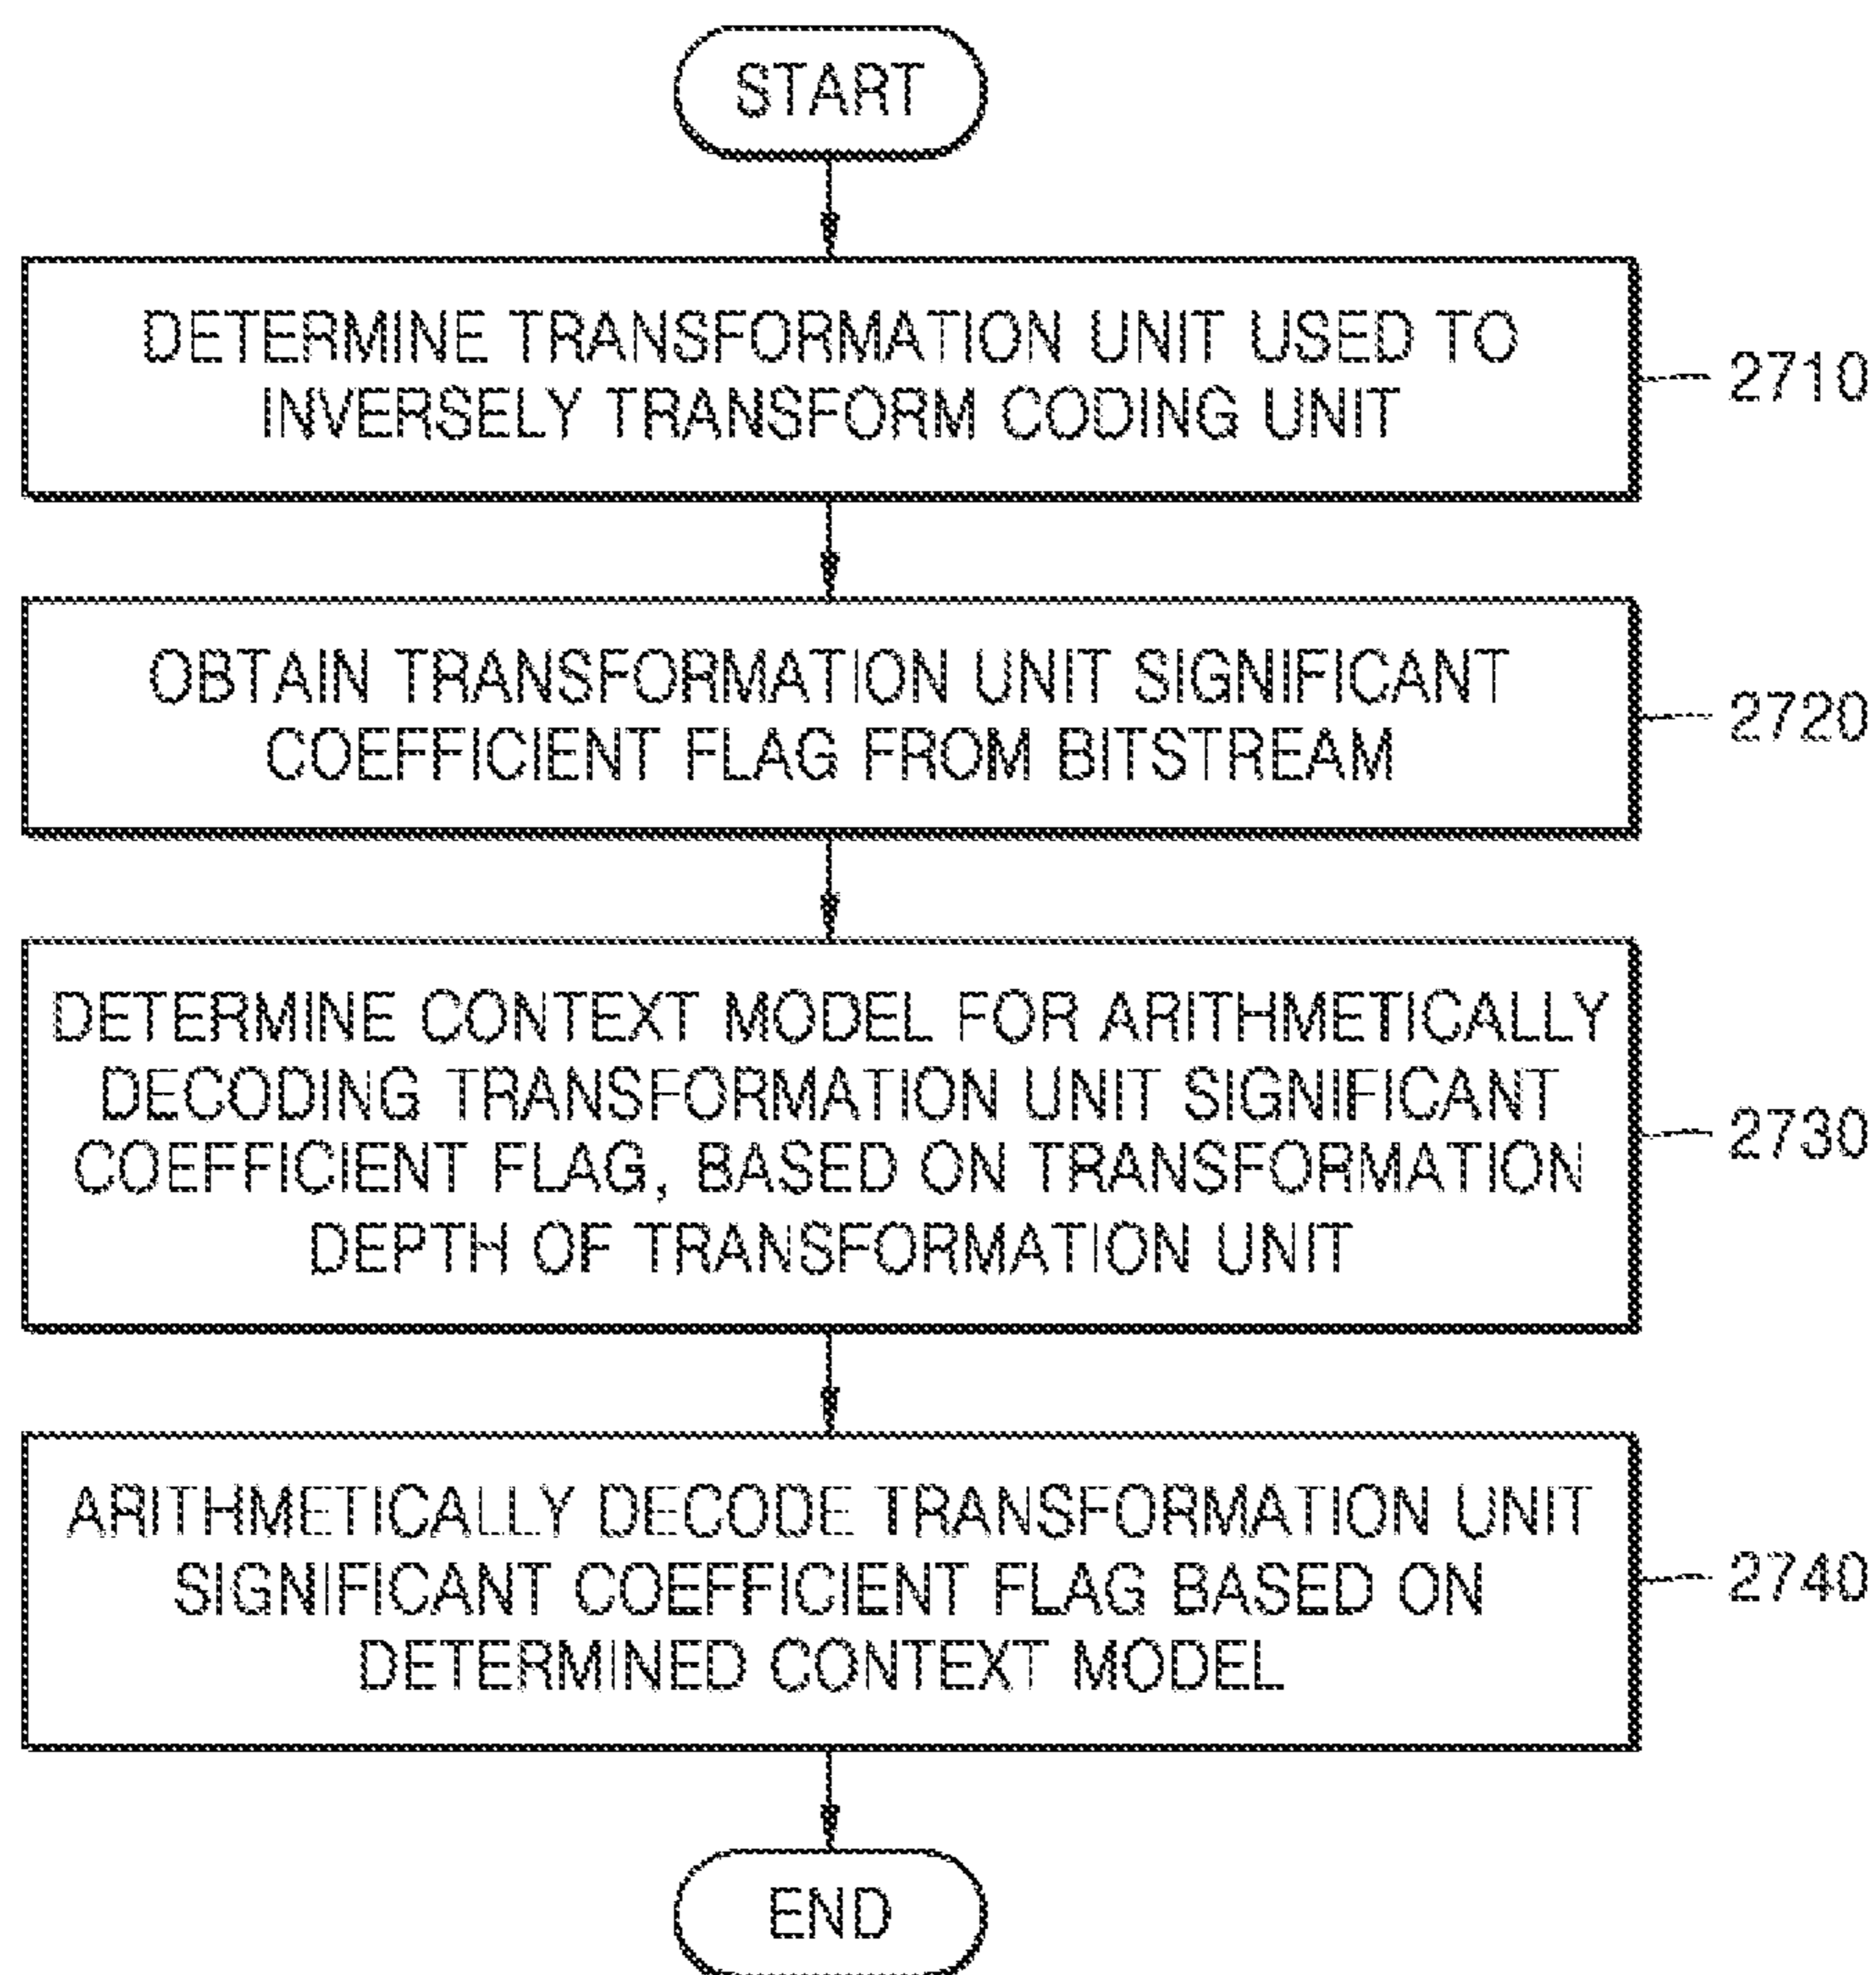 START
DETERMINE TRANSFORMATION UNIT USED TO
INVERSELY TRANSFORM CODING UNIT
2710
OBTAIN TRANSFORMATION UNIT SIGNIFICANT
COEFFICIENT FLAG FROM BITSTREAM
2720
DETERMINE CONTEXT MODEL FOR ARITHMETICALLY
DECODING TRANSFORMATION UNIT SIGNIFICANT
COEFFICIENT FLAG, BASED ON TRANSFORMATION
DEPTH OF TRANSFORMATION UNIT
2730
ARITHMETICALLY DECODE TRANSFORMATION UNIT
SIGNIFICANT COEFFICIENT FLAG BASED ON
DETERMINED CONTEXT MODEL
2740
END